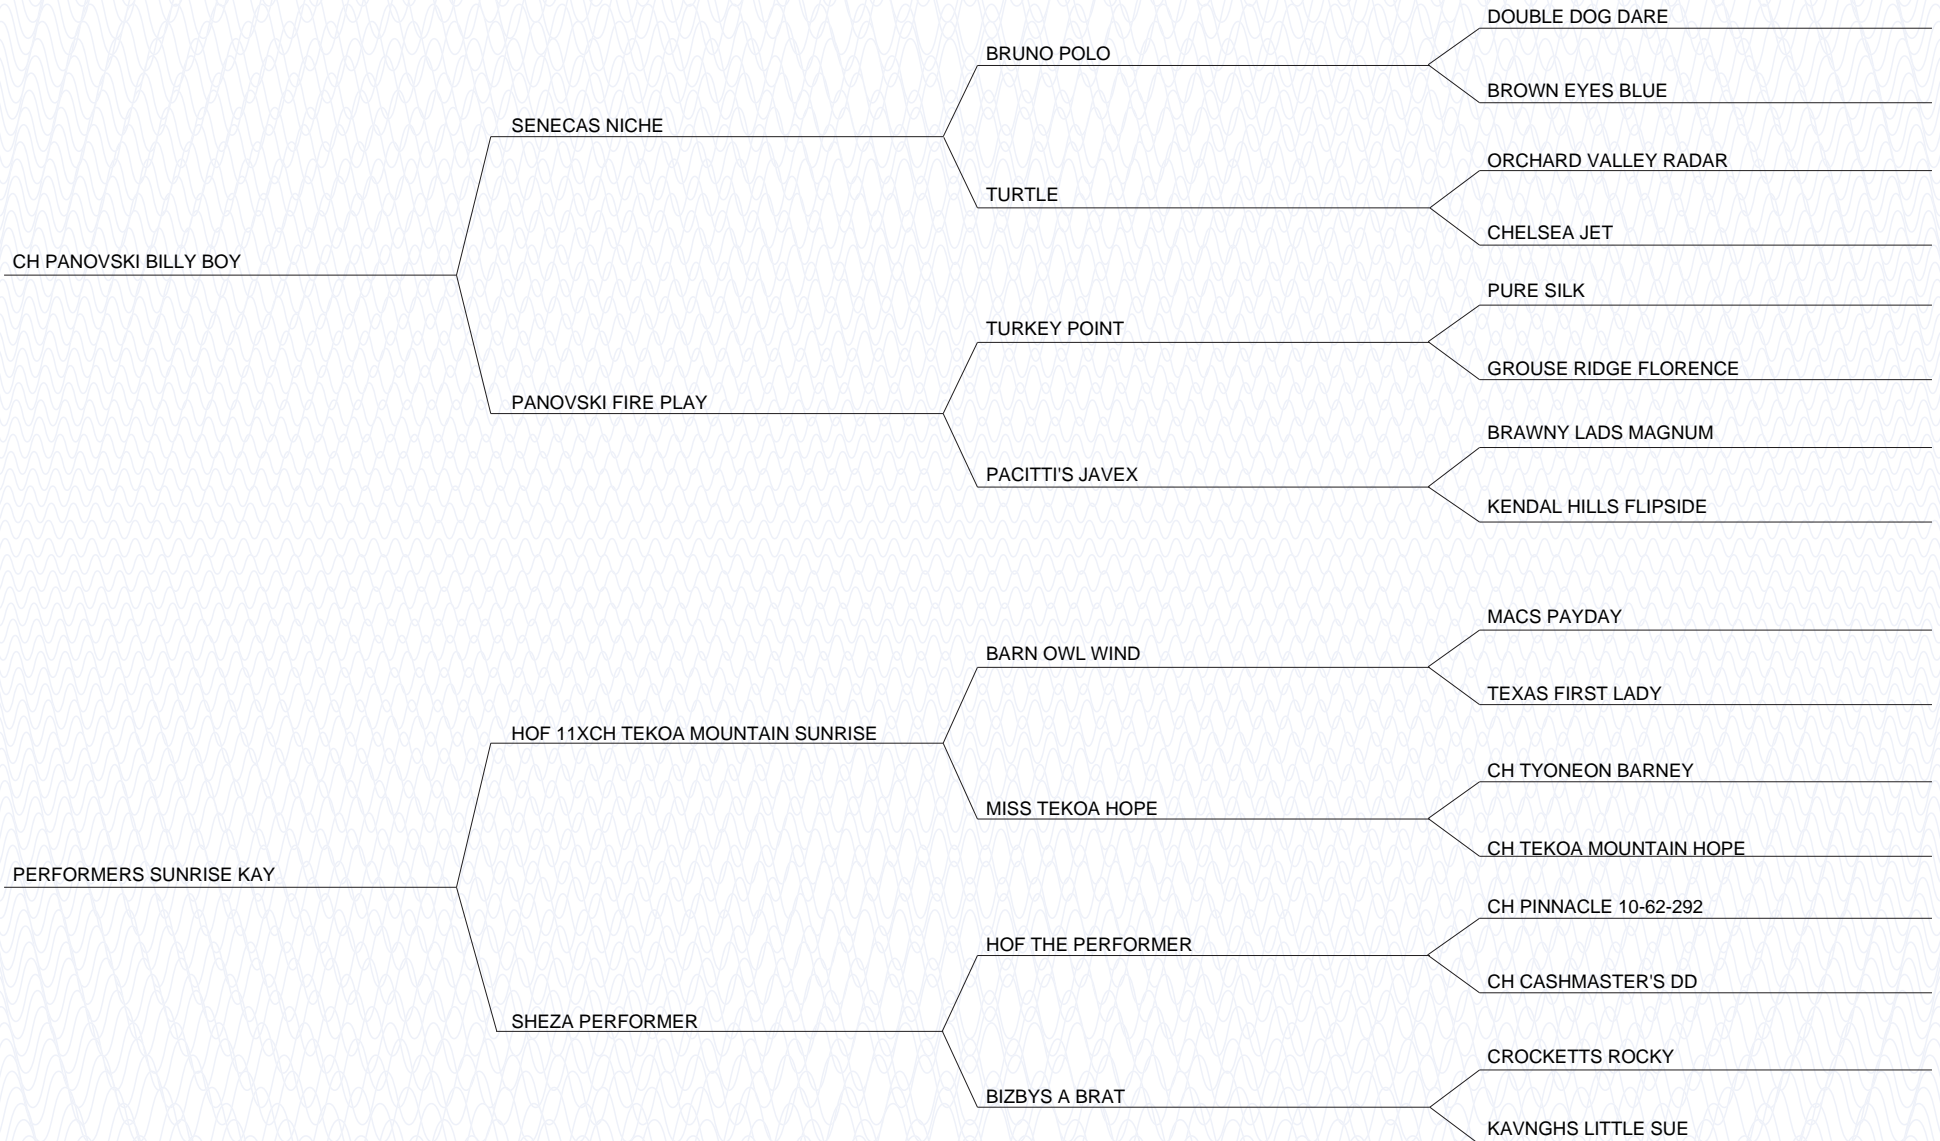 DOUBLE DOG DARE
BRUNO POLO
BROWN EYES BLUE
SENECAS NICHE
ORCHARD VALLEY RADAR
TURTLE
CHELSEA JET
CH PANOVSKI BILLY BOY
PURE SILK
TURKEY POINT
GROUSE RIDGE FLORENCE
PANOVSKI FIRE PLAY
BRAWNY LADS MAGNUM
PACITTI'S JAVEX
KENDAL HILLS FLIPSIDE
MACS PAYDAY
BARN OWL WIND
TEXAS FIRST LADY
HOF 11XCH TEKOA MOUNTAIN SUNRISE
CH TYONEON BARNEY
MISS TEKOA HOPE
CH TEKOA MOUNTAIN HOPE
PERFORMERS SUNRISE KAY
CH PINNACLE 10-62-292
HOF THE PERFORMER
CH CASHMASTER'S DD
SHEZA PERFORMER
CROCKETTS ROCKY
BIZBYS A BRAT
KAVNGHS LITTLE SUE